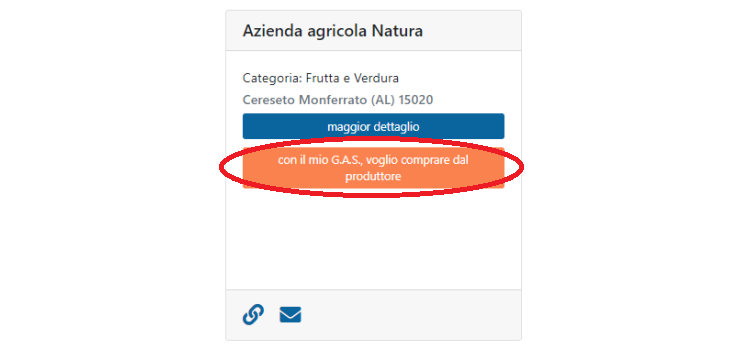 Azienda agricola Natura
Categoria: Frutta e Verdura
Cereseto Monferrato (AL) 15020
maggior dettaglio
con il mio G.A.S., voglio comprare dal
produttore